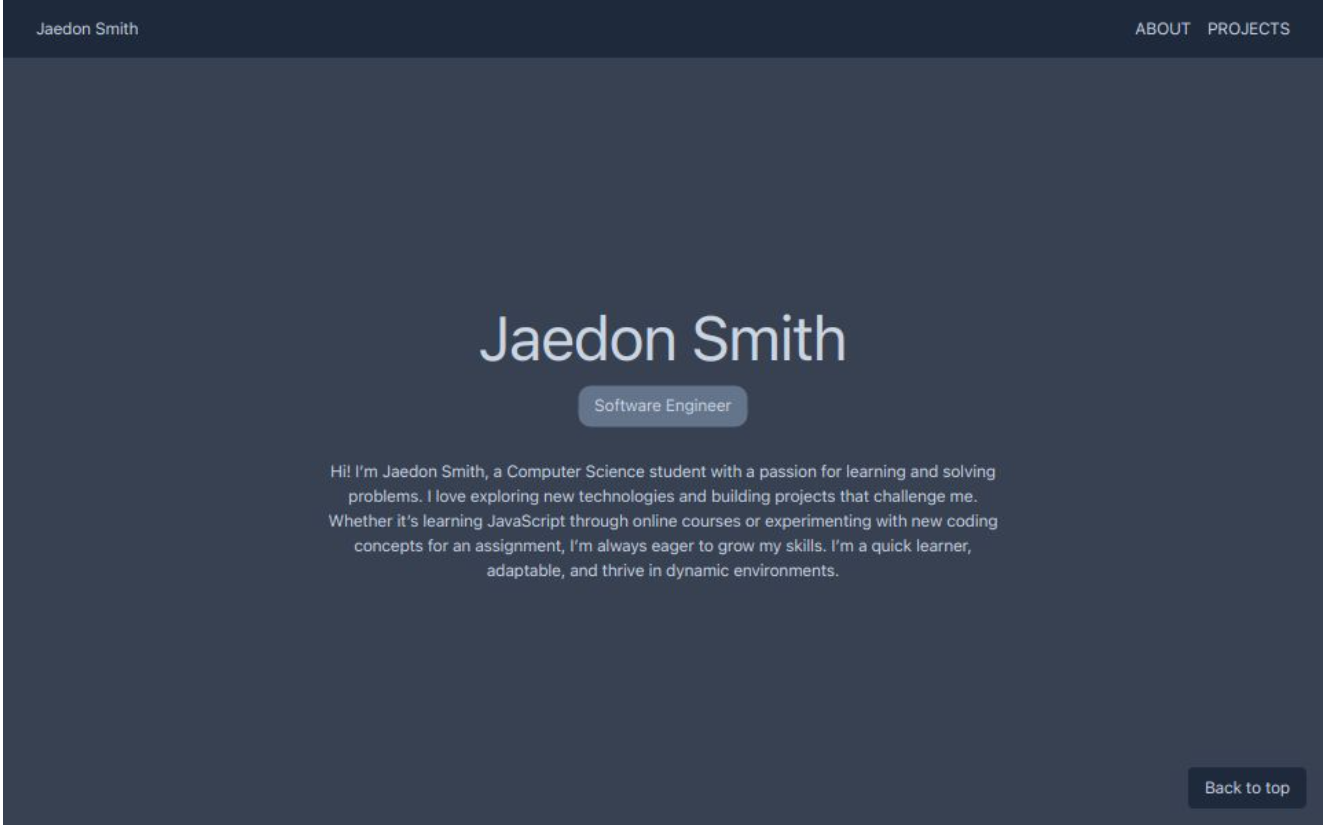 Jaedon Smith
ABOUT PROJECTS
Jaedon Smith
Software Engineer
Hi! I’m Jaedon Smith, a Computer Science student with a passion for learning and solving
problems. I love exploring new technologies and building projects that challenge me.
Whether it’s learning JavaScript through online courses or experimenting with new coding
concepts for an assignment, I’m always eager to grow my skills. I’m a quick learner,
adaptable, and thrive in dynamic environments.
Back to top